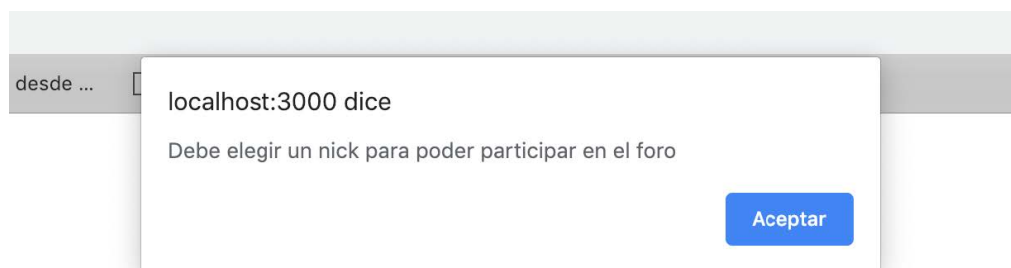 desde ...
localhost:3000 dice
Debe elegir un nick para poder participar en el foro
Aceptar